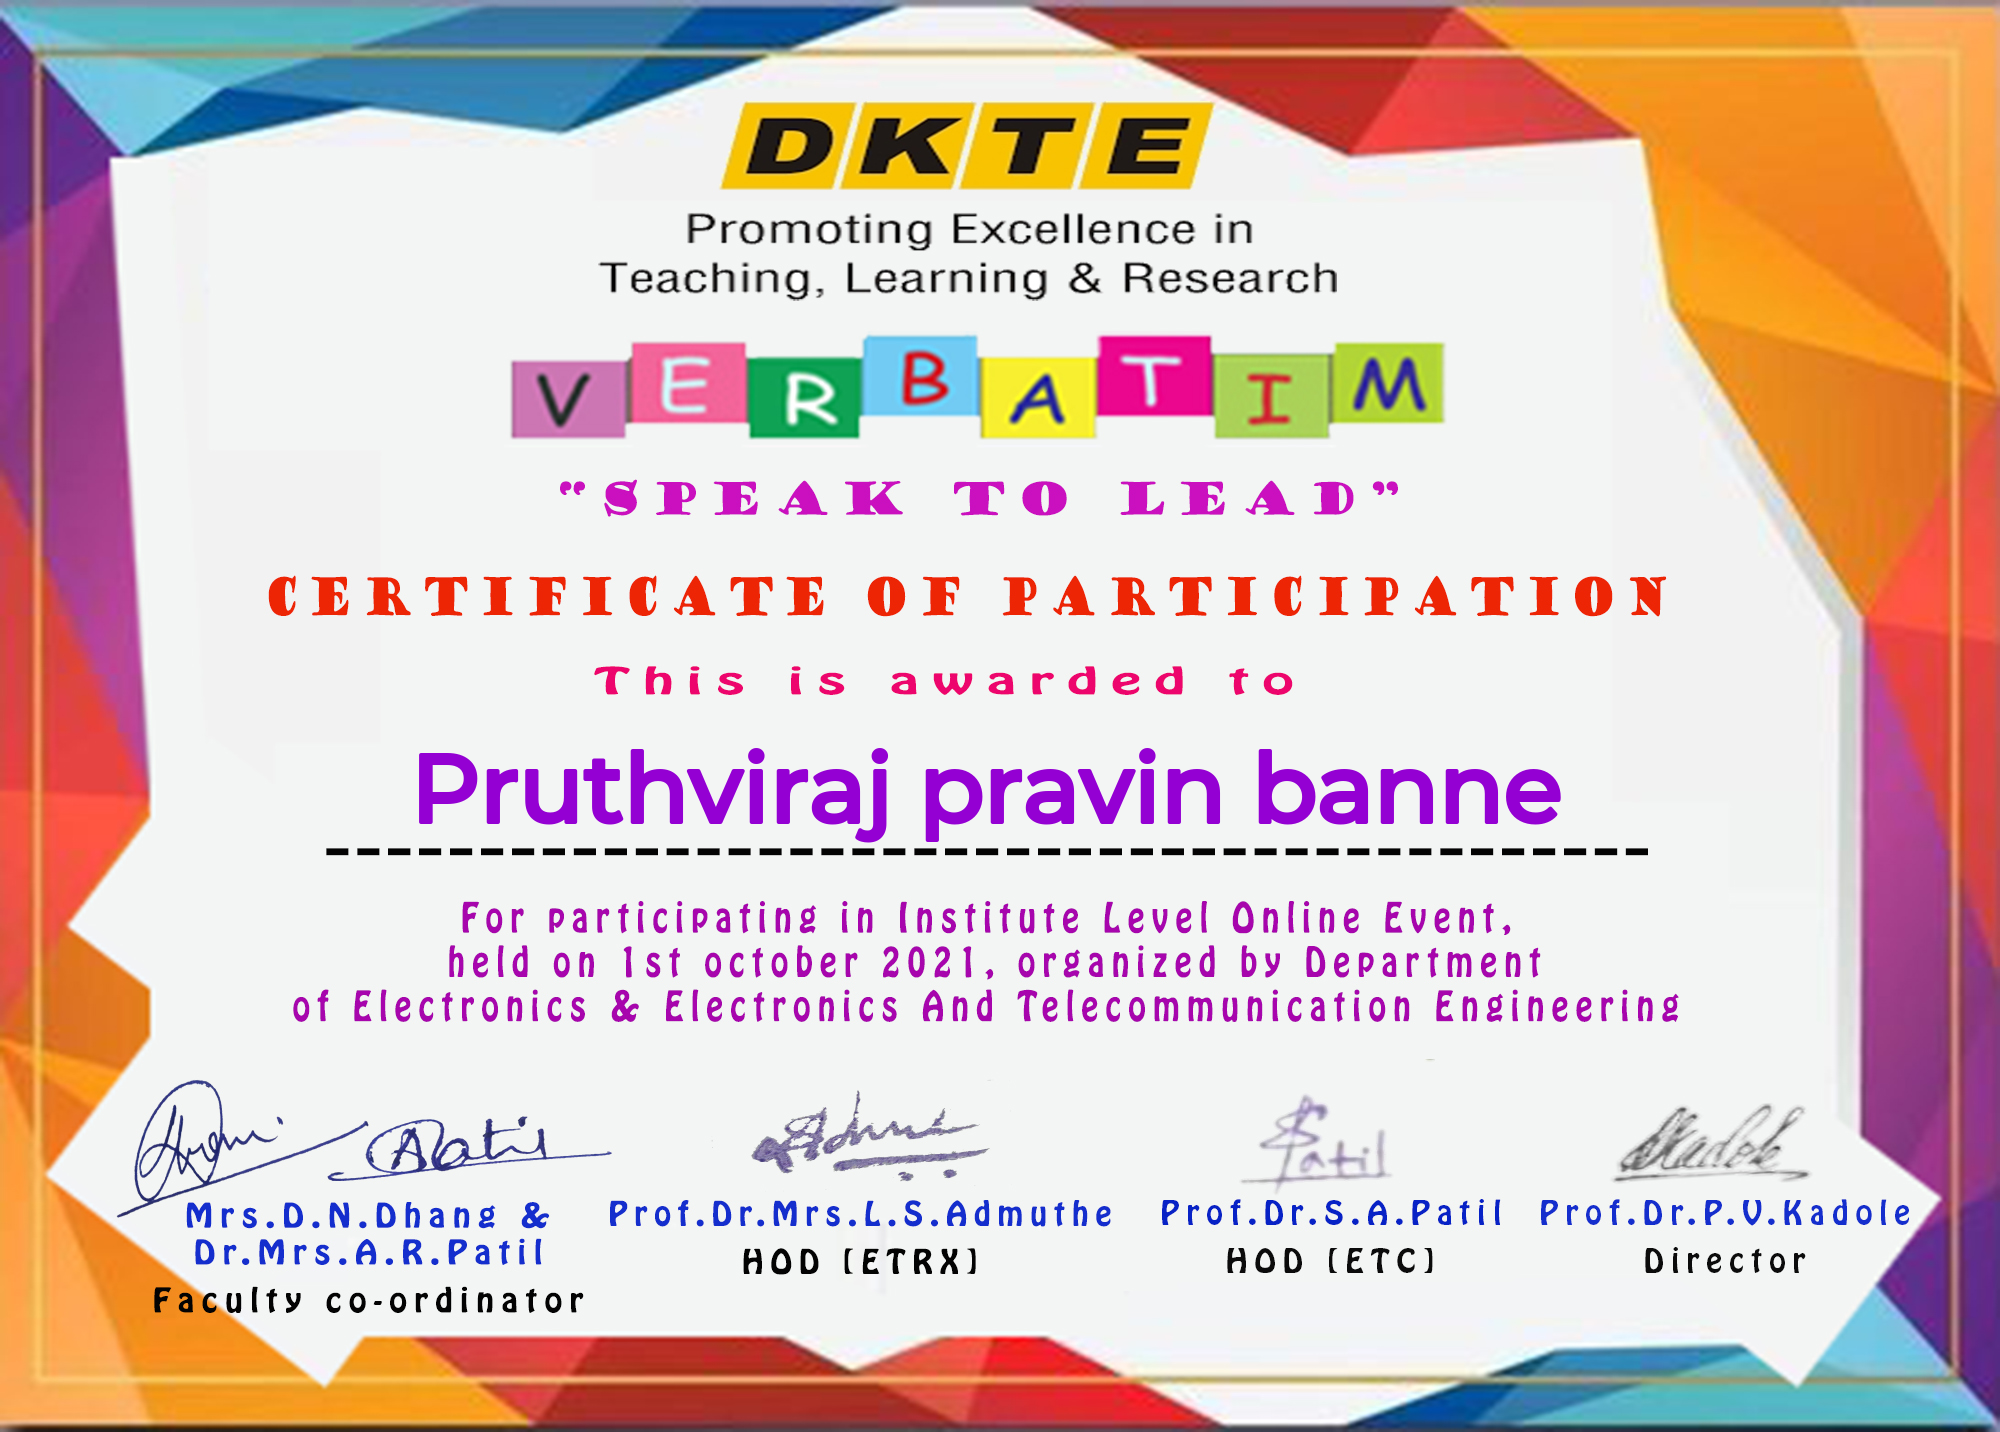 DKTE
Promoting Excellence in
Teaching, Learning & Research
VERBATIM
“SPEAK TO LEAD”
CERTIFICATE OF PARTICIPATION
This is awarded to
Pruthviraj pravin banne
For participating in Institute Level Online Event,
held on 1st october 2021, organized by Department
of Electronics & Electronics And Telecommunication Engineering
Mrs.D.N.Dhang &
Dr.Mrs.A.R.Patil
Faculty co-ordinator
Prof.Dr.Mrs.L.S.Admuthe
HOD [ETRX]
Prof.Dr.S.A.Patil
HOD [ETC]
Prof.Dr.P.V.Kadole
Director